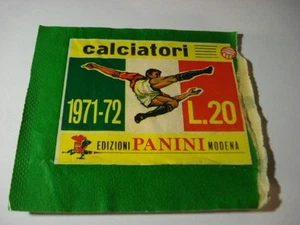 calciatori
1971-72 L.20
EDIZIONI PANINI MODENA